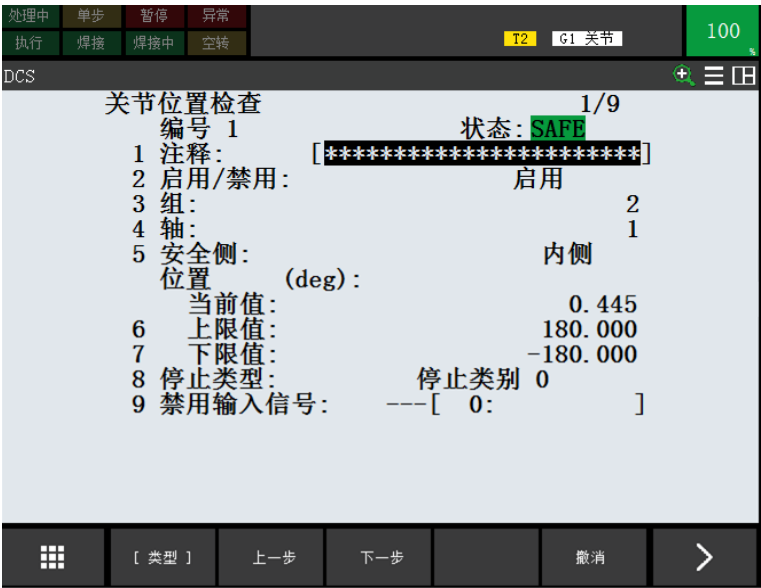 处理中 单步 暂停 异常
执行 焊接 焊接中 空转 T2 G1 关节 100 %
DCS
关节位置检查 1/9
编号 1 状态: SAFE
1 注释: [***********************]
2 启用/禁用: 启用
3 组: 2
4 轴: 1
5 安全侧: 内侧
位置 (deg):
当前值: 0.445
6 上限值: 180.000
7 下限值: -180.000
8 停止类型: 停止类别 0
9 禁用输入信号: ---[ 0: ]
[ 类型 ] 上一步 下一步 撤消